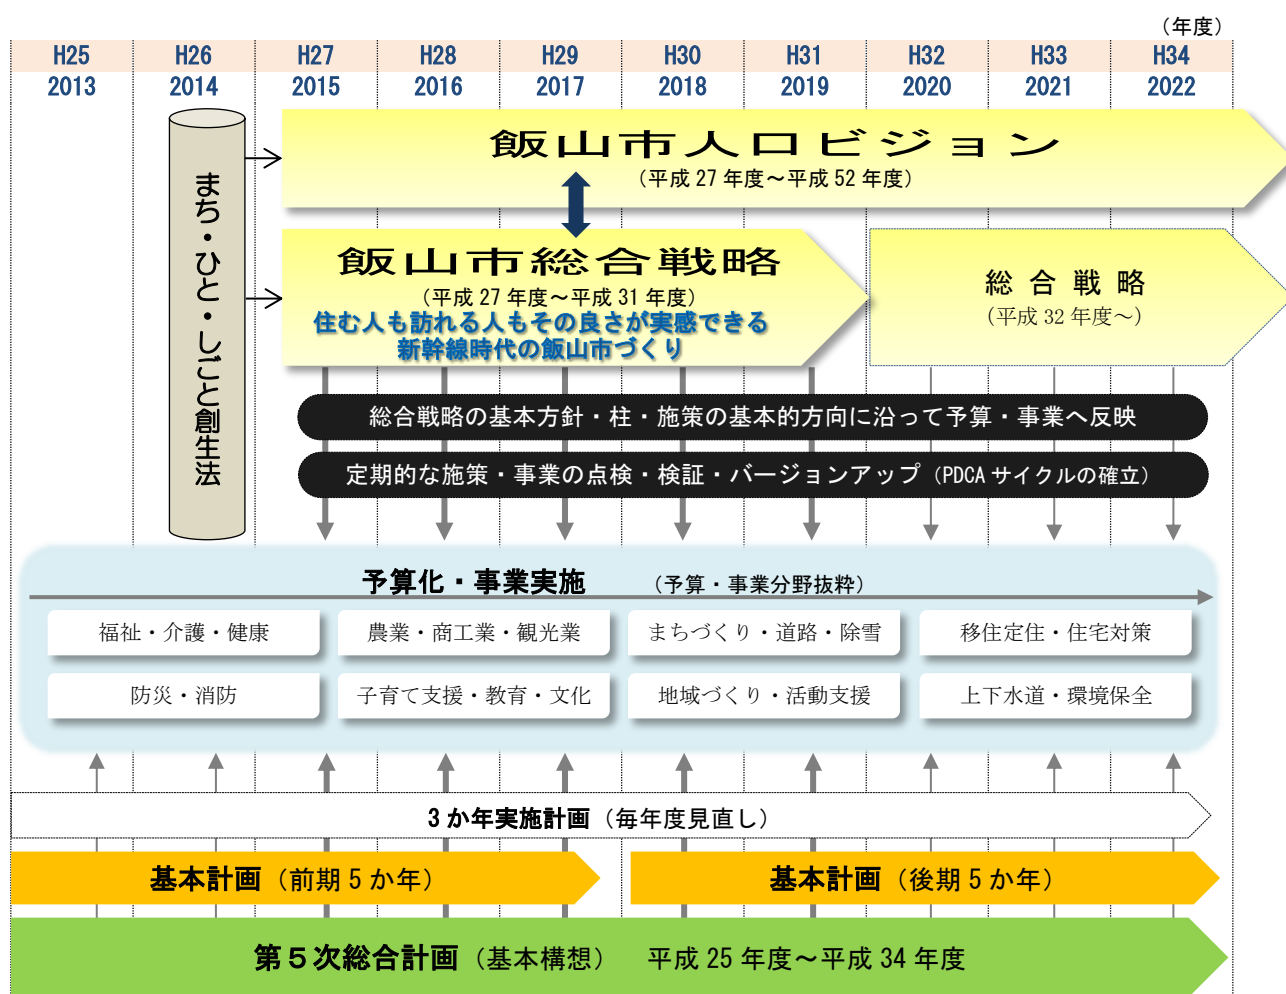 （年度）
H25 H26 H27 H28 H29 H30 H31 H32 H33 H34
2013 2014 2015 2016 2017 2018 2019 2020 2021 2022
まち・ひと・しごと創生法
飯山市人口ビジョン
（平成 27 年度～平成 52 年度）
飯山市総合戦略
（平成 27 年度～平成 31 年度）
住む人も訪れる人もその良さが実感できる
新幹線時代の飯山市づくり
総合戦略
（平成 32 年度～）
総合戦略の基本方針・柱・施策の基本的方向に沿って予算・事業へ反映
定期的な施策・事業の点検・検証・バージョンアップ（PDCA サイクルの確立）
予算化・事業実施 （予算・事業分野抜粋）
福祉・介護・健康 農業・商工業・観光業 まちづくり・道路・除雪 移住定住・住宅対策
防災・消防 子育て支援・教育・文化 地域づくり・活動支援 上下水道・環境保全
3 か年実施計画（毎年度見直し）
基本計画（前期 5 か年） 基本計画（後期 5 か年）
第５次総合計画（基本構想） 平成 25 年度～平成 34 年度